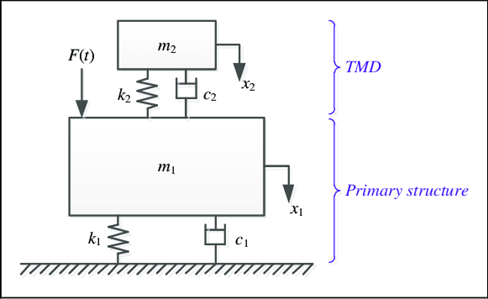 m₂
F(t)
k₂
c₂
x₂
TMD
m₁
x₁
Primary structure
k₁
c₁